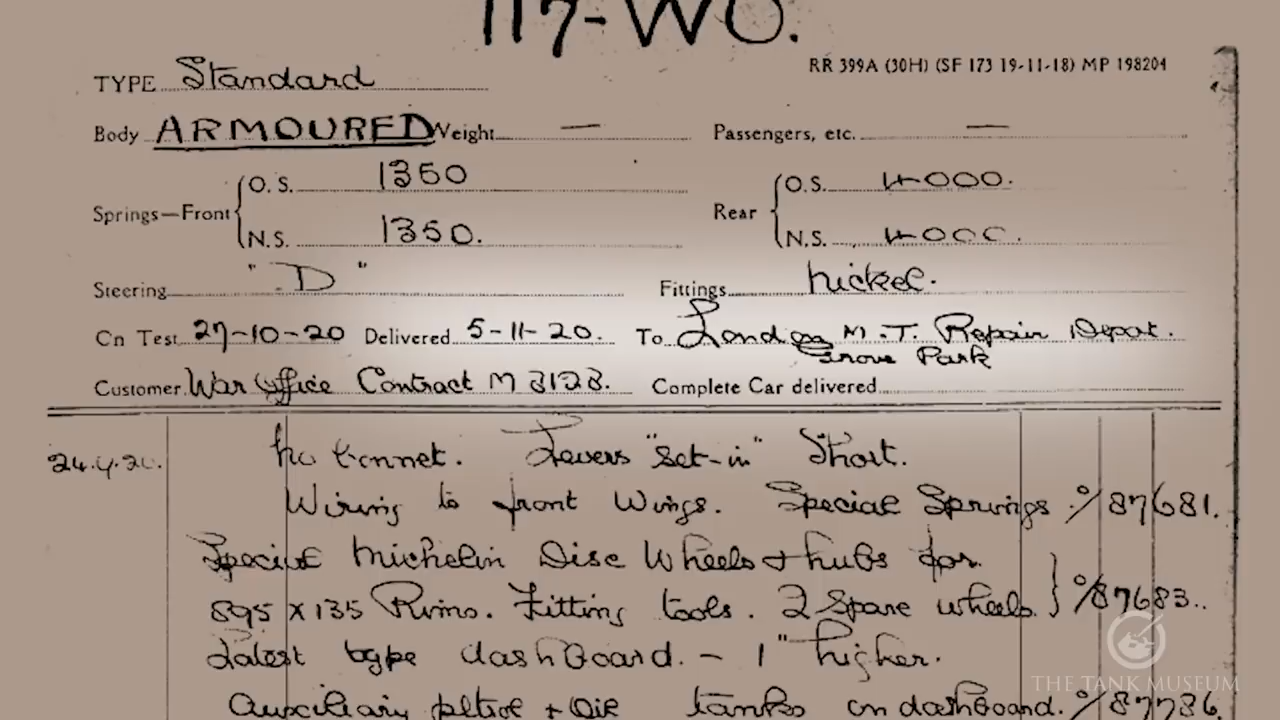 117-WO.
RR 399A (30H) (SF 173 19-11-18) MP 198204
TYPE Standard
Body ARMOURED Weight — Passengers, etc. —
Springs—Front O.S. 1350 Rear O.S. 4000.
N.S. 1350. N.S. 4000.
Steering "D" Fittings nickel.
On Test 27-10-20 Delivered 5-11-20. To London M.T. Repair Depot.
Grove Park
Customer War Office Contract M 3123. Complete Car delivered
24.4.20. No bonnet. Levers "set-in" Short.
Wiring to front Wings. Special Springs. o/87681.
Special Michelin Disc Wheels + hubs for
895 x 135 Rims. Fitting tools. 2 Spare wheels. o/87683..
Latest type dashboard. - 1" higher.
Auxiliary petrol + oil tanks on dashboard. o/87736.
THE TANK MUSEUM